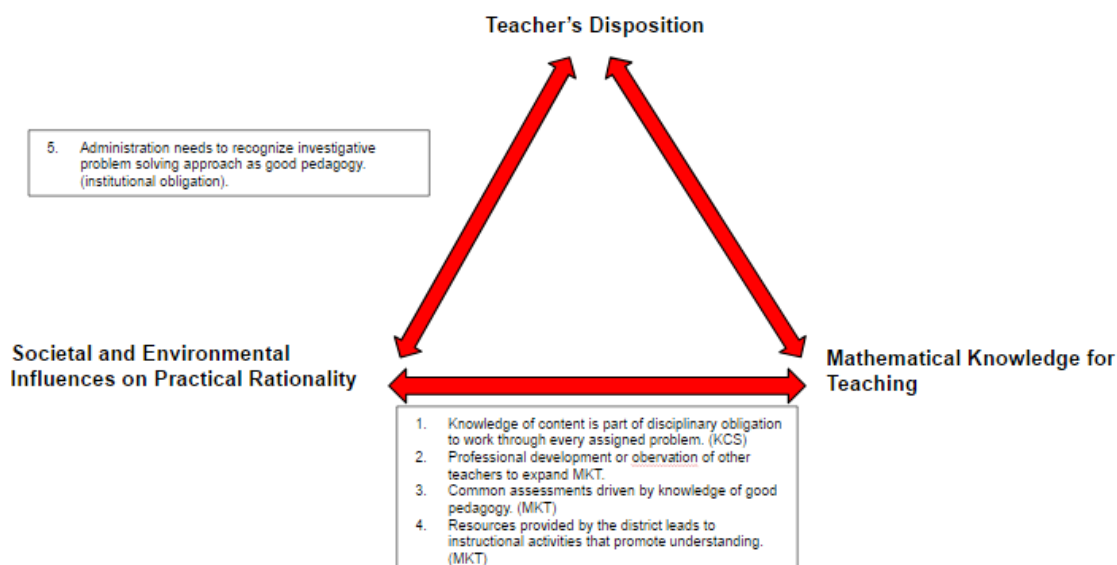 Teacher's Disposition
5. Administration needs to recognize investigative
problem solving approach as good pedagogy.
(institutional obligation).
Societal and Environmental
Influences on Practical Rationality
Mathematical Knowledge for
Teaching
1. Knowledge of content is part of disciplinary obligation
to work through every assigned problem. (KCS)
2. Professional development or obervation of other
teachers to expand MKT.
3. Common assessments driven by knowledge of good
pedagogy. (MKT)
4. Resources provided by the district leads to
instructional activities that promote understanding.
(MKT)